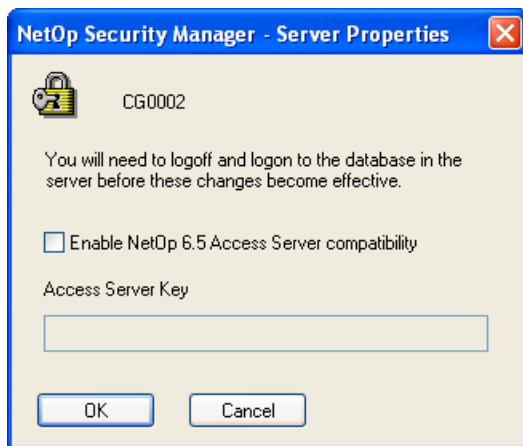 NetOp Security Manager - Server Properties
CG0002
You will need to logoff and logon to the database in the
server before these changes become effective.
Enable NetOp 6.5 Access Server compatibility
Access Server Key
OK
Cancel